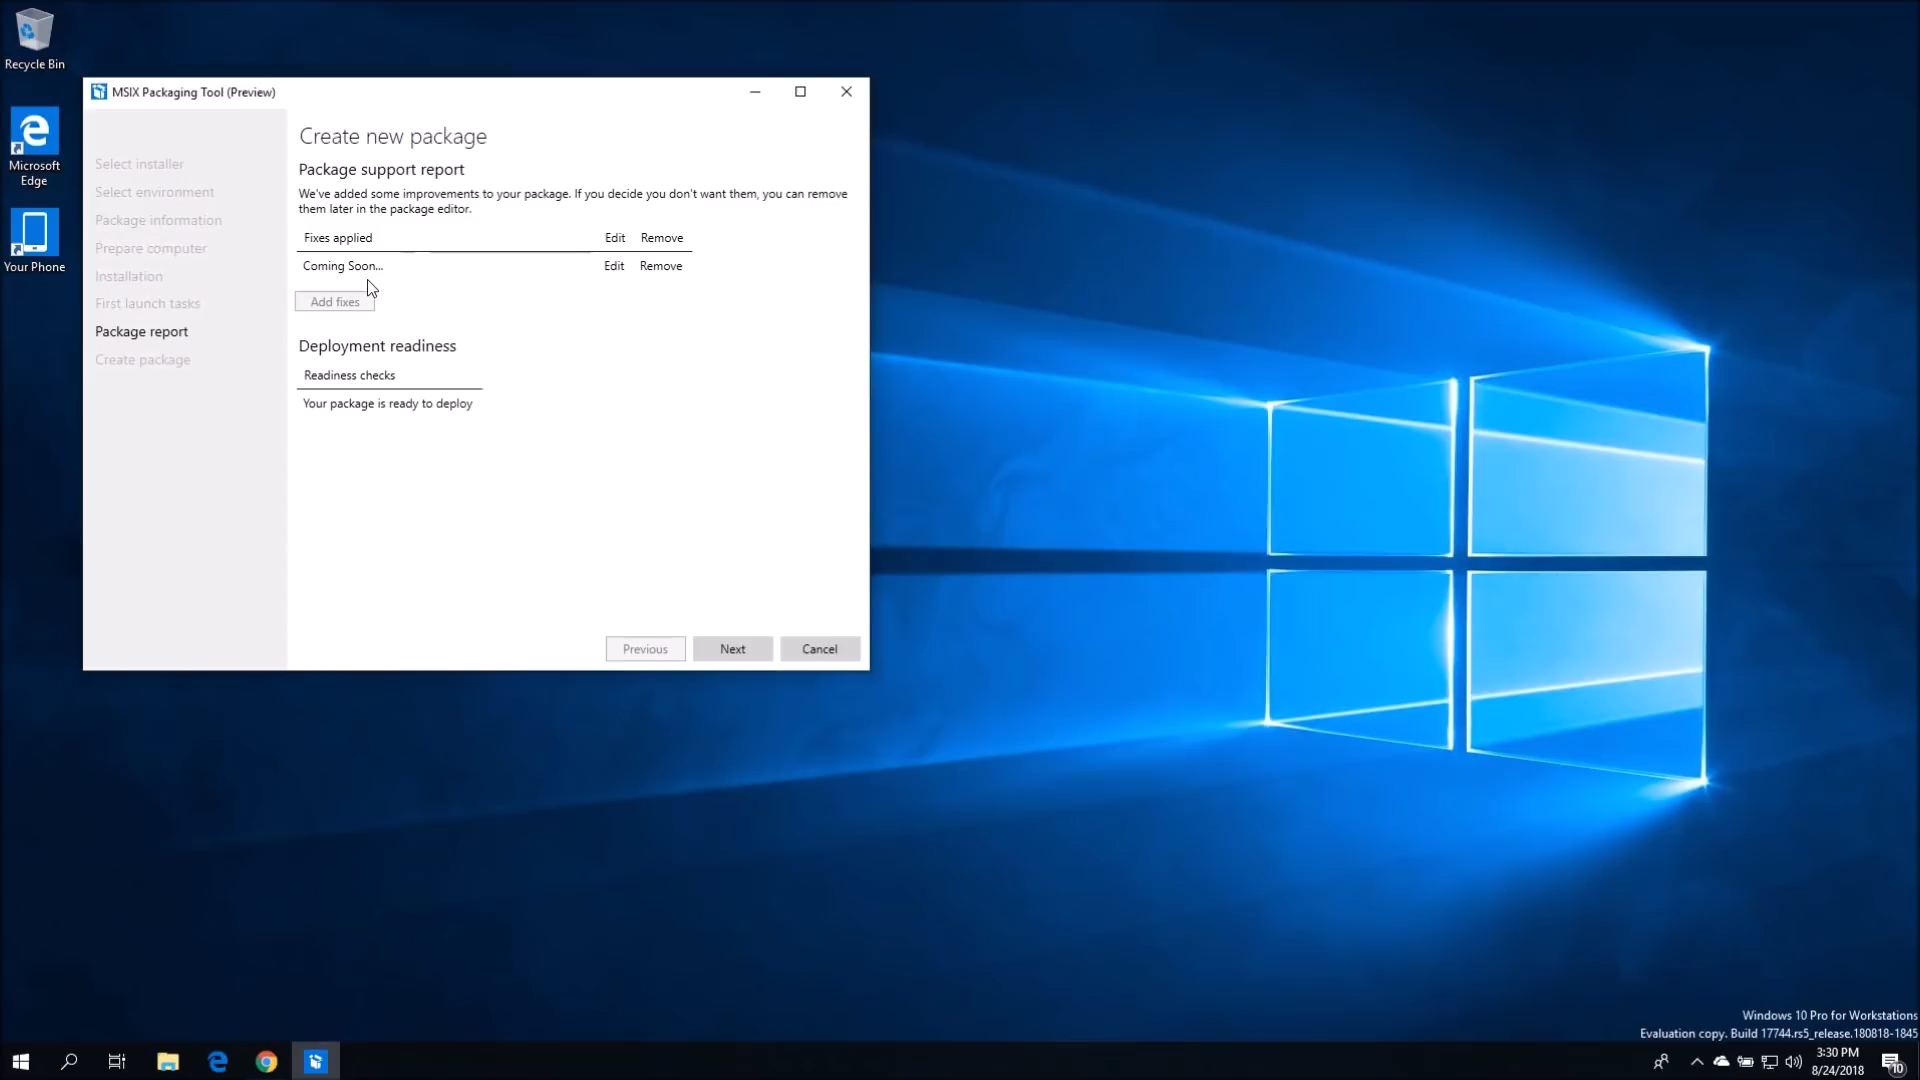 Recycle Bin
Microsoft
Edge
Your Phone
MSIX Packaging Tool (Preview)
Select installer
Select environment
Package information
Prepare computer
Installation
First launch tasks
Package report
Create package
Create new package
Package support report
We've added some improvements to your package. If you decide you don't want them, you can remove
them later in the package editor.
Fixes applied Edit Remove
Coming Soon... Edit Remove
Add fixes
Deployment readiness
Readiness checks
Your package is ready to deploy
Previous Next Cancel
Windows 10 Pro for Workstations
Evaluation copy. Build 17744.rs5_release.180818-1845
3:30 PM
8/24/2018
10